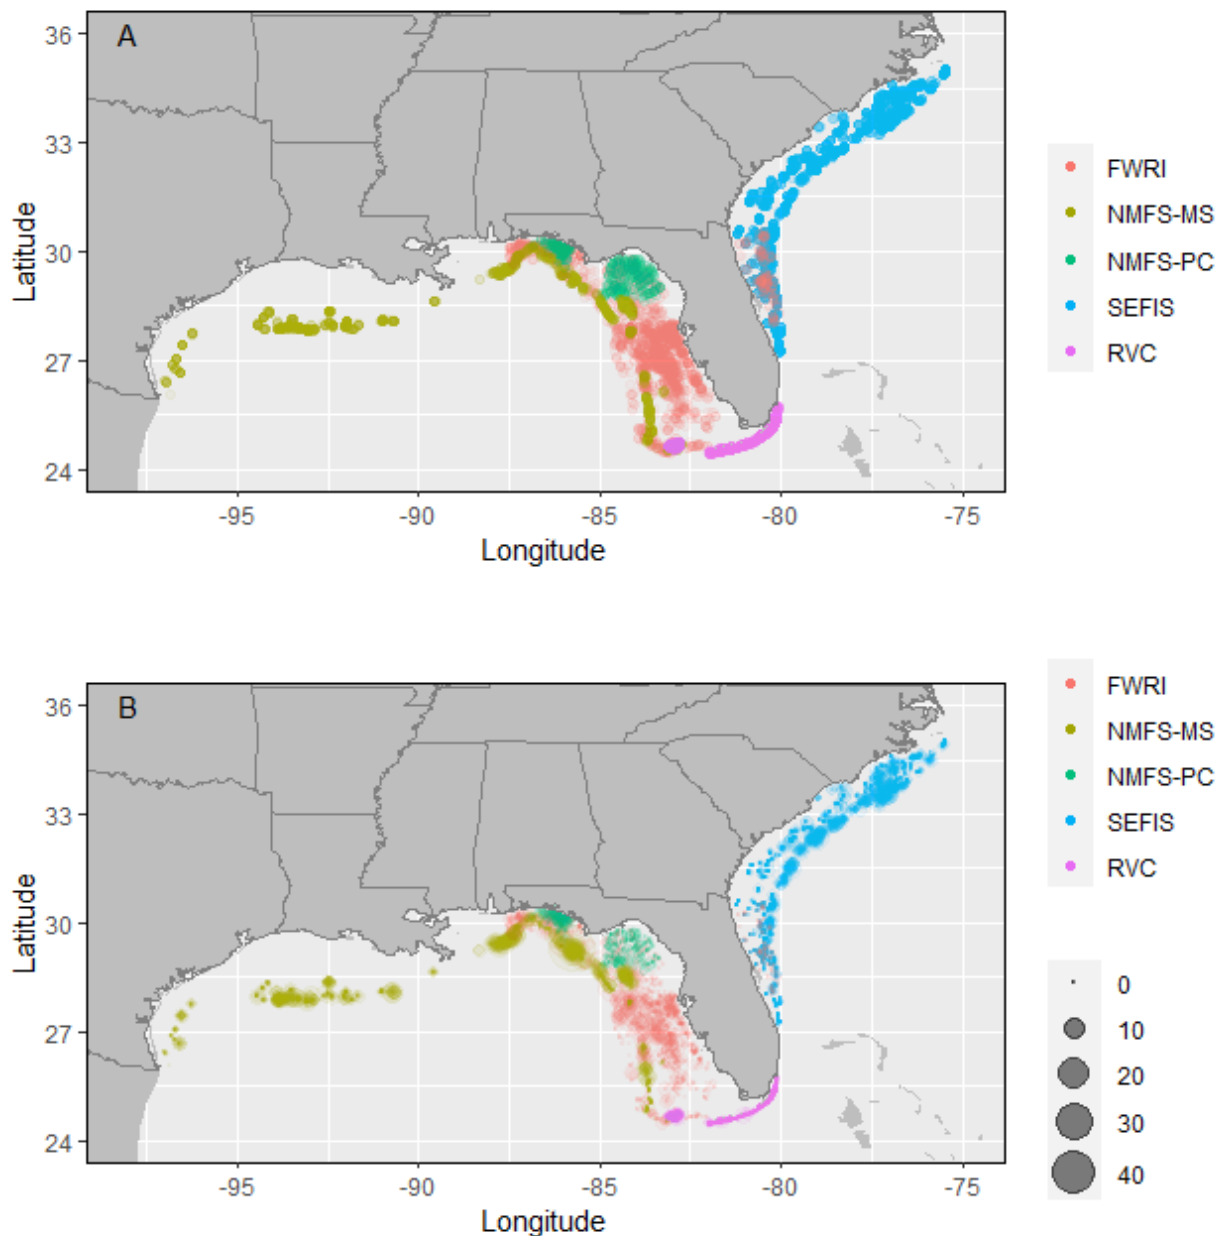 A
36
33
30
27
24
Latitude
-95
-90
-85
-80
-75
Longitude
FWRI
NMFS-MS
NMFS-PC
SEFIS
RVC
B
36
33
30
27
24
Latitude
-95
-90
-85
-80
-75
Longitude
FWRI
NMFS-MS
NMFS-PC
SEFIS
RVC
0
10
20
30
40